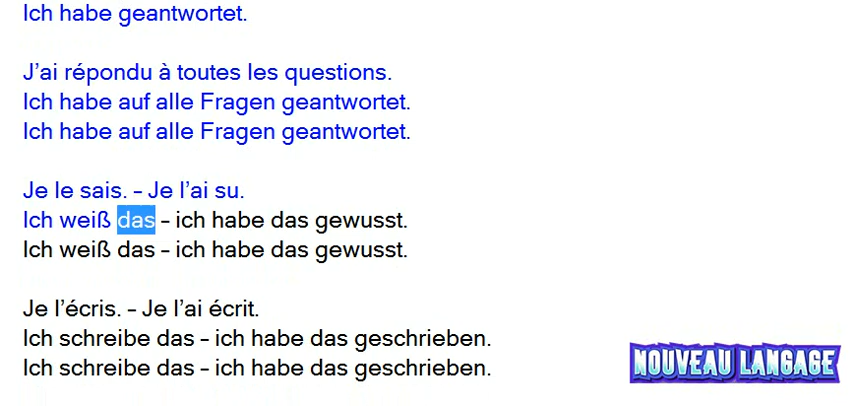 Ich habe geantwortet.
J’ai répondu à toutes les questions.
Ich habe auf alle Fragen geantwortet.
Ich habe auf alle Fragen geantwortet.
Je le sais. – Je l’ai su.
Ich weiß das – ich habe das gewusst.
Ich weiß das – ich habe das gewusst.
Je l’écris. – Je l’ai écrit.
Ich schreibe das – ich habe das geschrieben.
Ich schreibe das – ich habe das geschrieben.
NOUVEAU LANGAGE